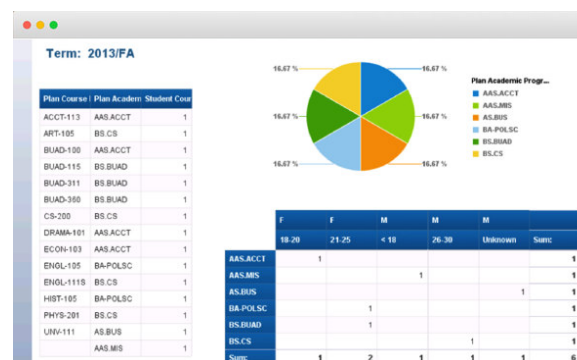 Term: 2013/FA
Plan Course Plan Academ Student Cour
ACCT-113 AAS.ACCT 1
ART-105 BS.CS 1
BUAD-100 AAS.ACCT 1
BUAD-115 BS.BUAD 1
BUAD-311 BS.BUAD 1
BUAD-360 BS.BUAD 1
CS-200 BS.CS 1
DRAMA-101 AAS.ACCT 1
ECON-103 AAS.ACCT 1
ENGL-105 BA-POLSC 1
ENGL-111S BS.CS 1
HIST-105 BA-POLSC 1
PHYS-201 BS.CS 1
UNV-111 AS.BUS 1
AAS.MIS 1
16.67 % 16.67 %
16.67 % 16.67 %
16.67 % 16.67 %
Plan Academic Progr...
AAS.ACCT
AAS.MIS
AS.BUS
BA-POLSC
BS.BUAD
BS.CS
F F M M M
18-20 21-25 < 18 26-30 Unknown Sum:
AAS.ACCT 1 1
AAS.MIS 1 1
AS.BUS 1 1
BA-POLSC 1 1
BS.BUAD 1 1
BS.CS 1 1
Sum: 1 2 1 1 1 6